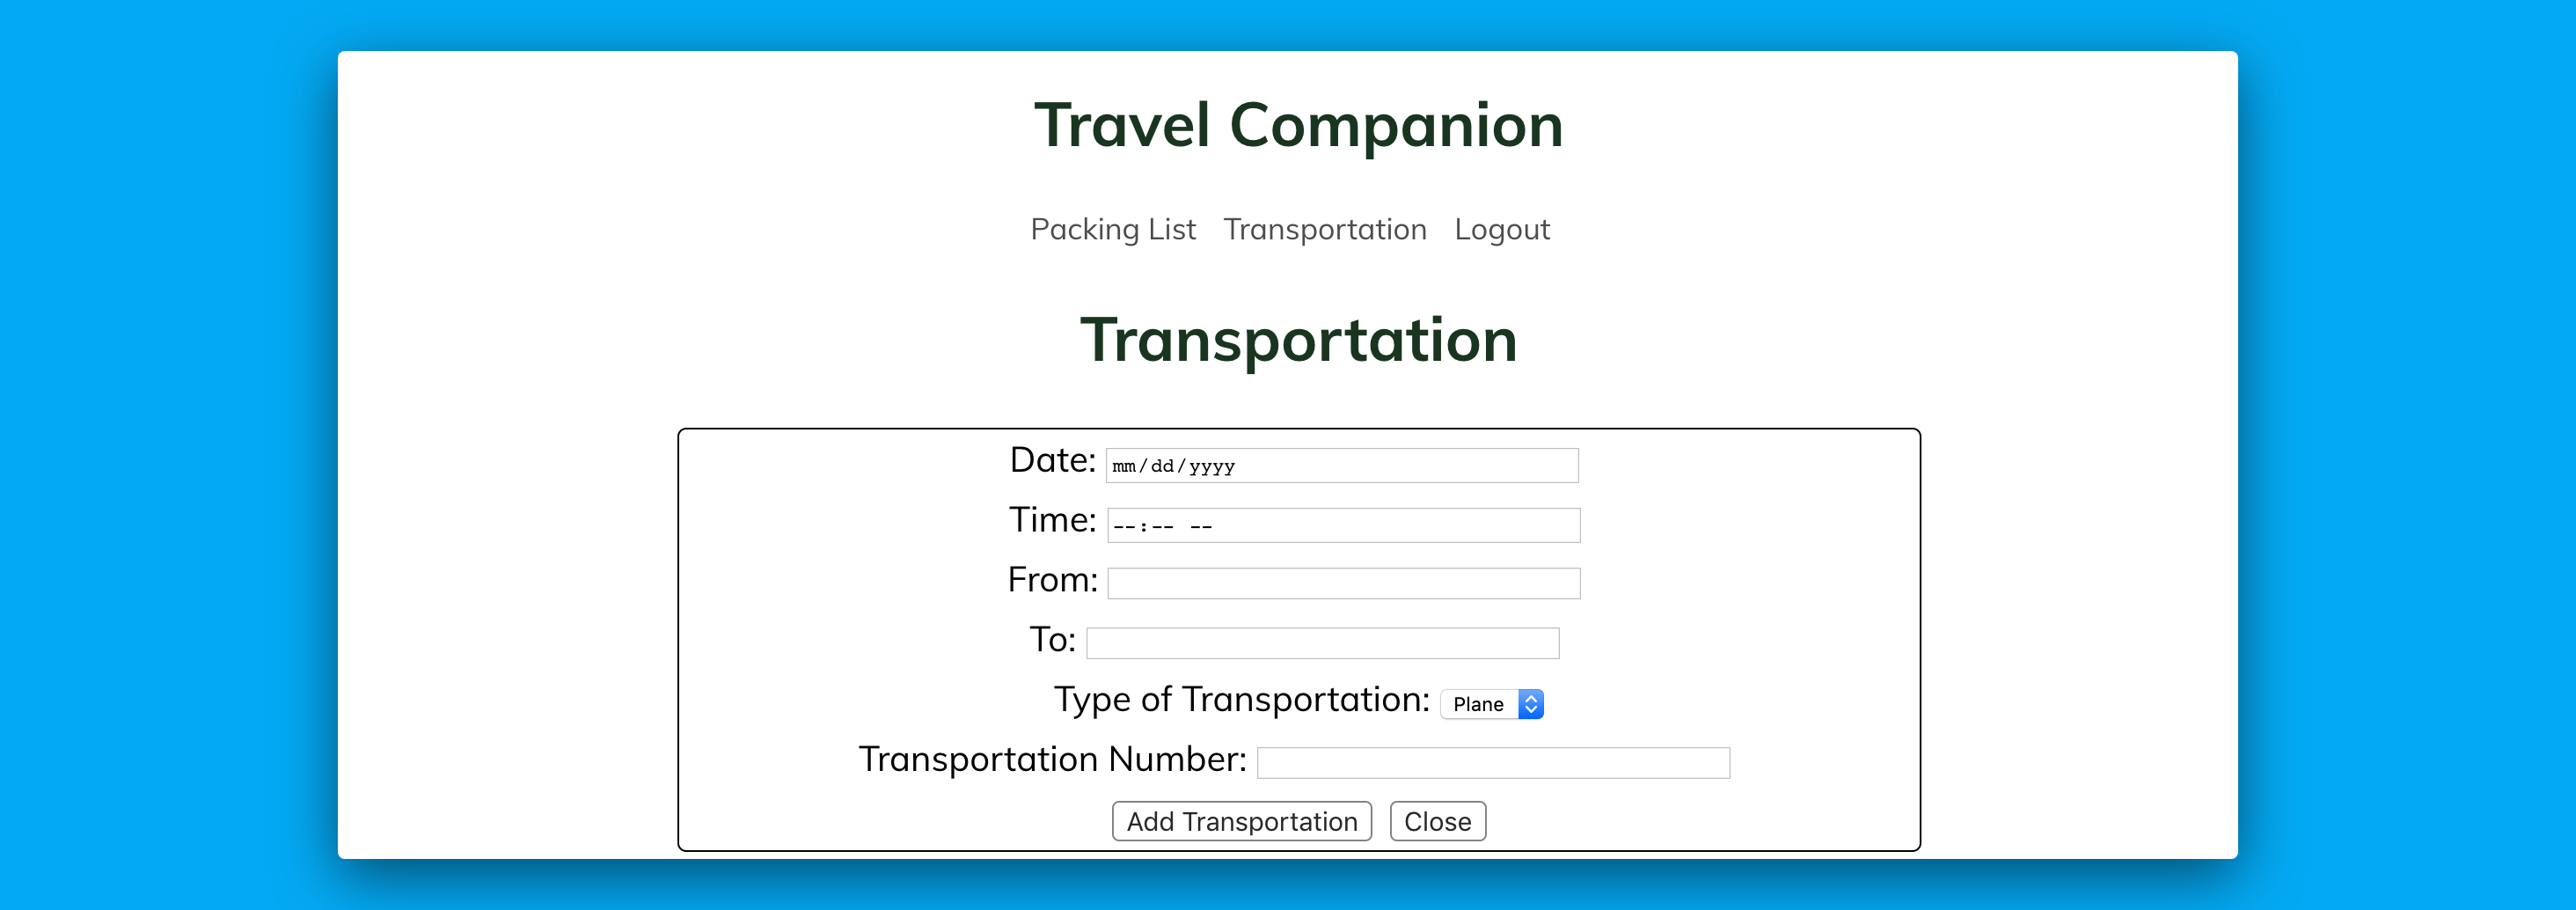 Travel Companion
Packing List Transportation Logout
Transportation
Date: mm/dd/yyyy
Time: --:-- --
From:
To:
Type of Transportation: Plane
Transportation Number:
Add Transportation Close